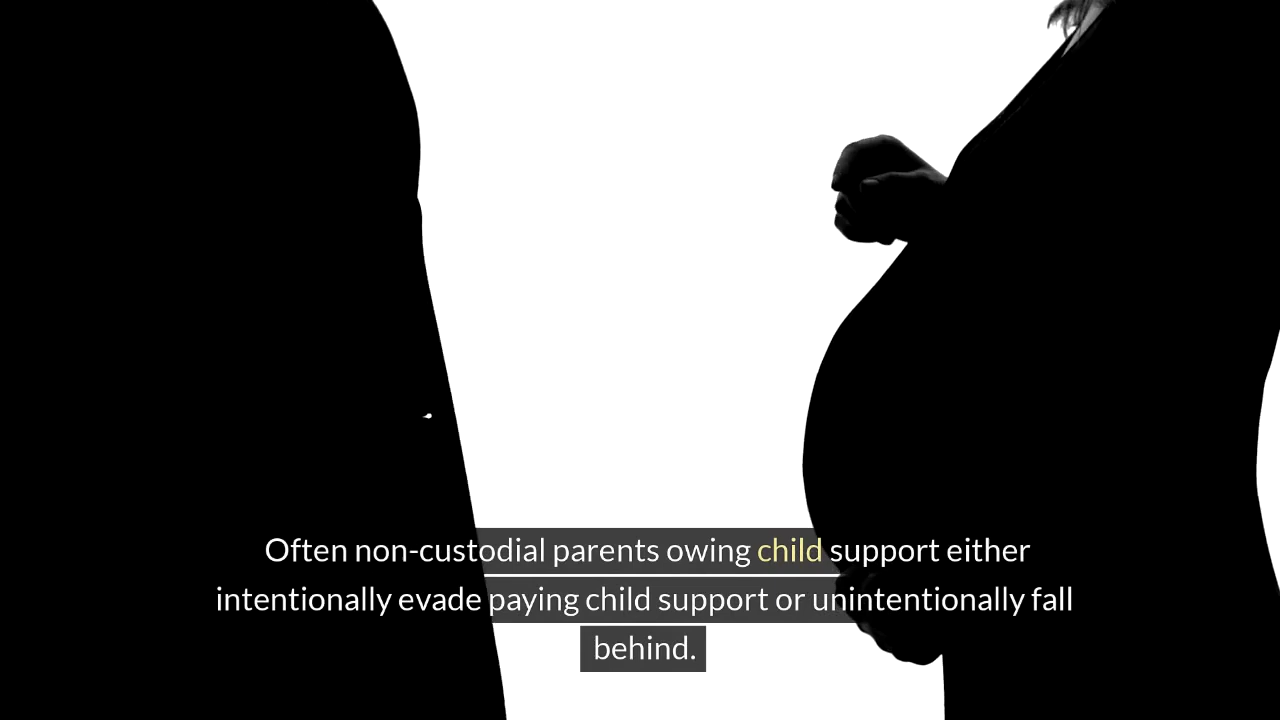 Often non-custodial parents owing child support either
intentionally evade paying child support or unintentionally fall
behind.